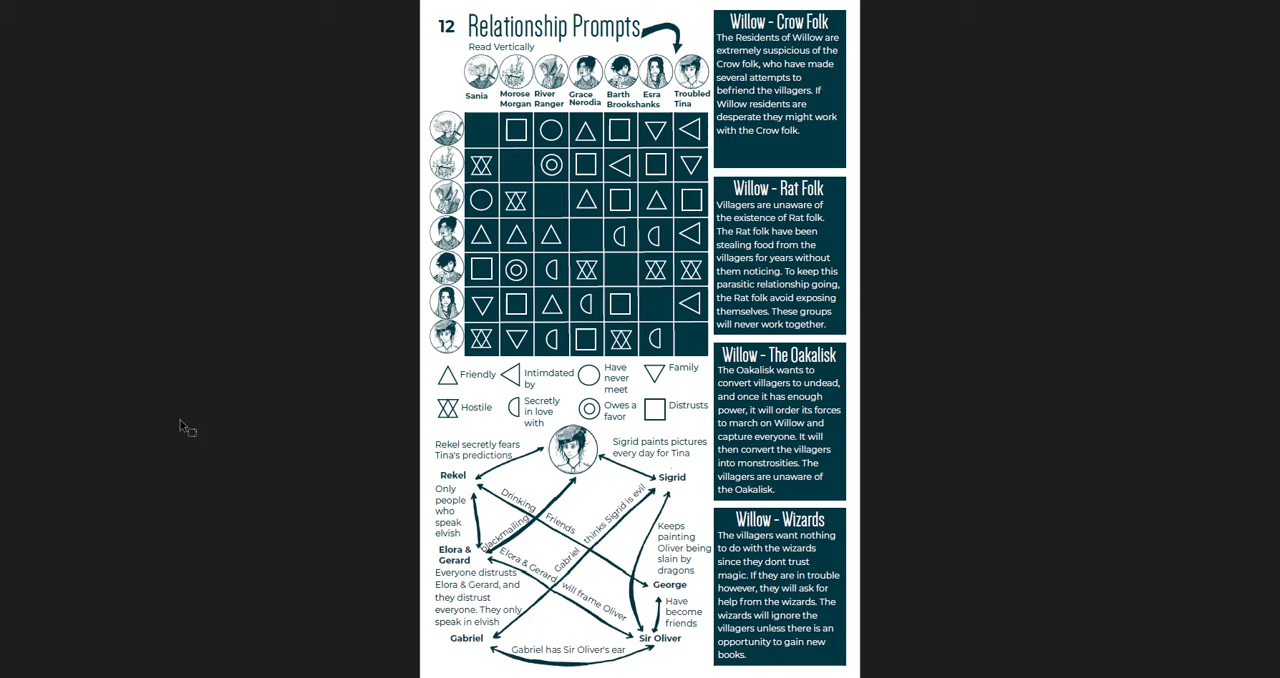 12
Relationship Prompts
Read Vertically
Sania
Morose
Morgan
River
Ranger
Grace
Nerodia
Barth
Brookshanks
Esra
Troubled
Tina
Friendly
Intimdated
by
Have
never
meet
Family
Hostile
Secretly
in love
with
Owes a
favor
Distrusts
Rekel secretly fears
Tina's predictions
Sigrid paints pictures
every day for Tina
Rekel
Sigrid
Only
people
who
speak
elvish
Drinking Friends
blackmailing
Gabriel thinks Sigrid is evil
Keeps
painting
Oliver being
slain by
dragons
Elora &
Gerard
Elora & Gerard will frame Oliver
Everyone distrusts
Elora & Gerard, and
they distrust
everyone. They only
speak in elvish
George
Have
become
friends
Gabriel
Sir Oliver
Gabriel has Sir Oliver's ear
Willow - Crow Folk
The Residents of Willow are
extremely suspicious of the
Crow folk, who have made
several attempts to
befriend the villagers. If
Willow residents are
desperate they might work
with the Crow folk.
Willow - Rat Folk
Villagers are unaware of
the existence of Rat folk.
The Rat folk have been
stealing food from the
villagers for years without
them noticing. To keep this
parasitic relationship going,
the Rat folk avoid exposing
themselves. These groups
will never work together.
Willow - The Oakalisk
The Oakalisk wants to
convert villagers to undead,
and once it has enough
power, it will order its forces
to march on Willow and
capture everyone. It will
then convert the villagers
into monstrosities. The
villagers are unaware of
the Oakalisk.
Willow - Wizards
The villagers want nothing
to do with the wizards
since they dont trust
magic. If they are in trouble
however, they will ask for
help from the wizards. The
wizards will ignore the
villagers unless there is an
opportunity to gain new
books.